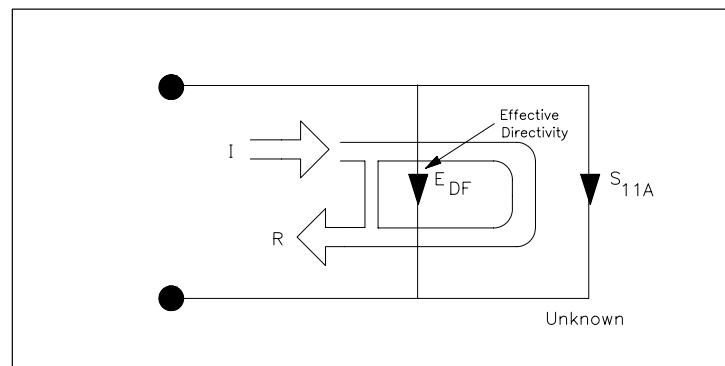 Effective
Directivity
I
E DF
S 11A
R
Unknown